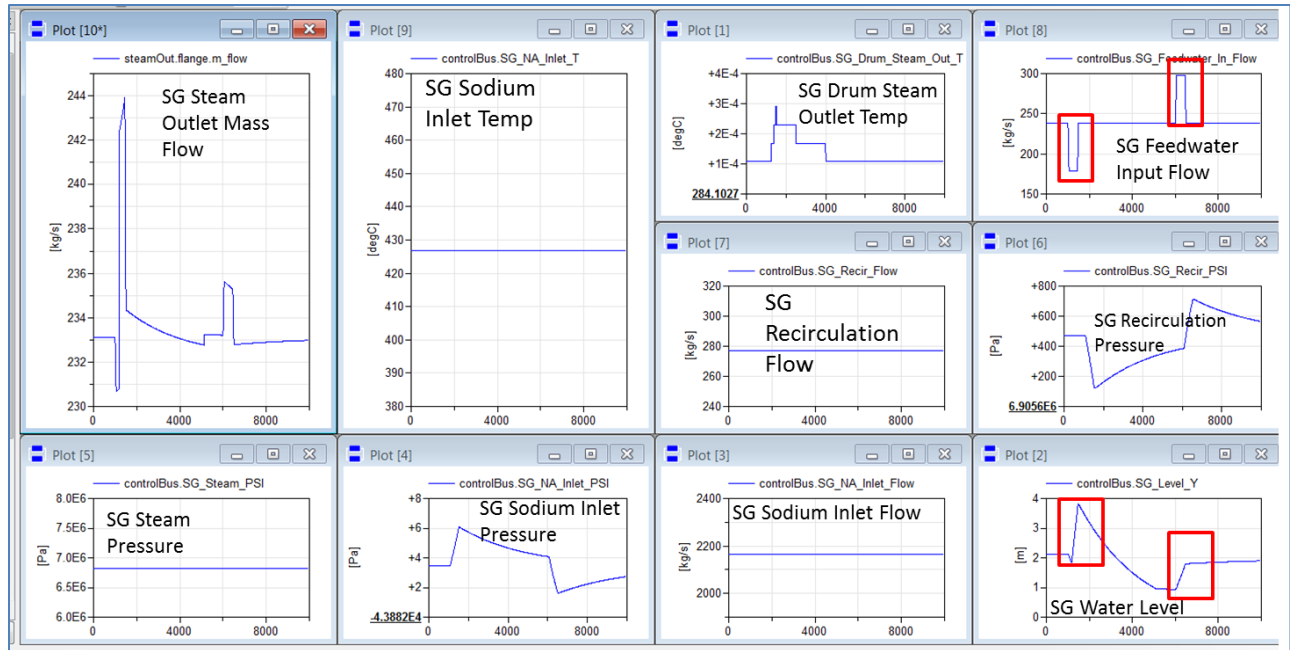 Plot [10*]
steamOut.flange.m_flow
244
242
240
238
236
234
232
230
[kg/s]
0
4000
8000
SG Steam
Outlet Mass
Flow
Plot [9]
controlBus.SG_NA_Inlet_T
480
470
460
450
440
430
420
410
400
390
380
[degC]
0
4000
8000
SG Sodium
Inlet Temp
Plot [1]
controlBus.SG_Drum_Steam_Out_T
+4E-4
+3E-4
+2E-4
+1E-4
284.1027
[degC]
0
4000
8000
SG Drum Steam
Outlet Temp
Plot [8]
controlBus.SG_Feedwater_In_Flow
300
250
200
150
[kg/s]
0
4000
8000
SG Feedwater
Input Flow
Plot [7]
controlBus.SG_Recir_Flow
320
300
280
260
240
[kg/s]
0
4000
8000
SG
Recirculation
Flow
Plot [6]
controlBus.SG_Recir_PSI
+800
+600
+400
+200
6.9056E6
[Pa]
0
4000
8000
SG Recirculation
Pressure
Plot [5]
controlBus.SG_Steam_PSI
8.0E6
7.5E6
7.0E6
6.5E6
6.0E6
[Pa]
0
4000
8000
SG Steam
Pressure
Plot [4]
controlBus.SG_NA_Inlet_PSI
+8
+6
+4
+2
-4.3882E4
[Pa]
0
4000
8000
SG Sodium Inlet
Pressure
Plot [3]
controlBus.SG_NA_Inlet_Flow
2400
2200
2000
[kg/s]
0
4000
8000
SG Sodium Inlet Flow
Plot [2]
controlBus.SG_Level_Y
4
3
2
1
0
[m]
0
4000
8000
SG Water Level